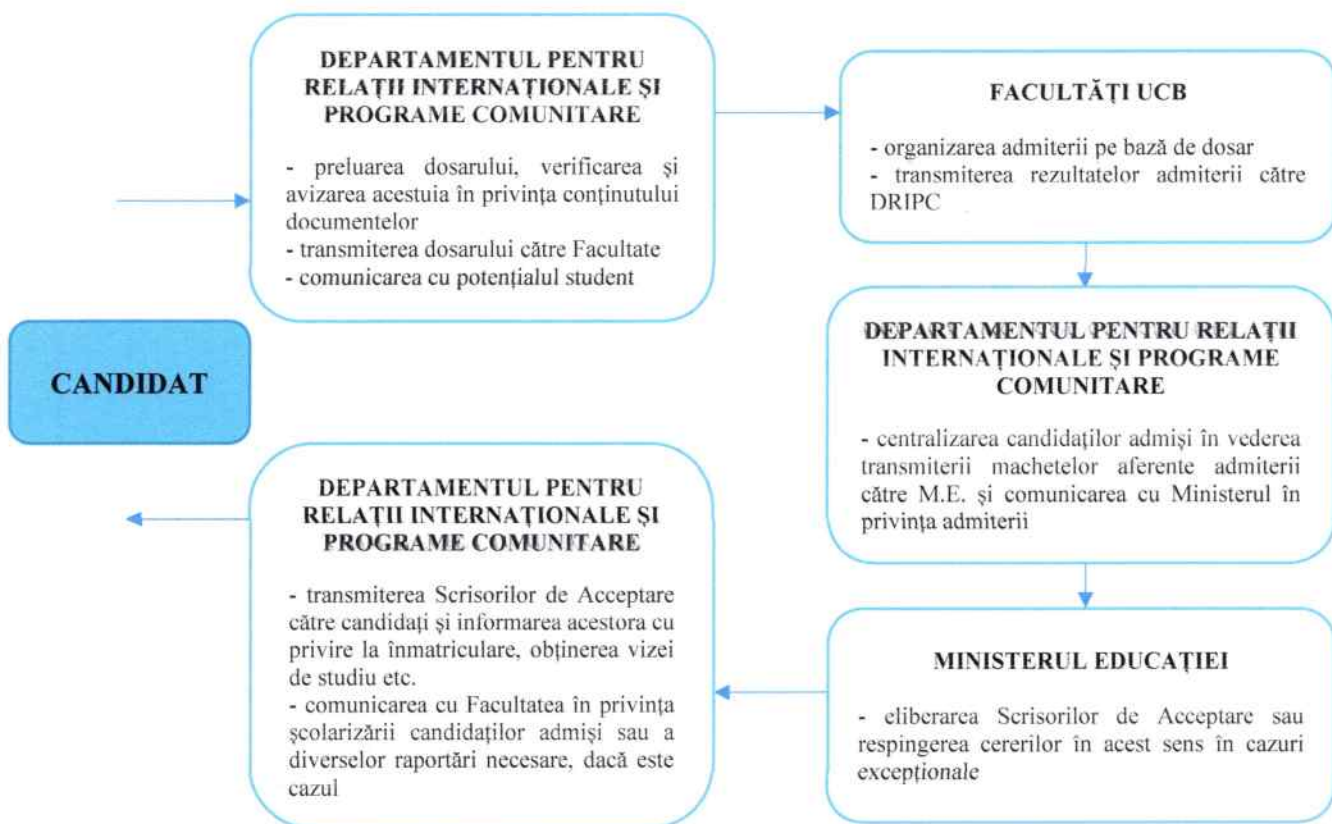 DEPARTAMENTUL PENTRU
RELAȚII INTERNAȚIONALE ȘI
PROGRAME COMUNITARE
- preluarea dosarului, verificarea și
avizarea acestuia în privința conținutului
documentelor
- transmiterea dosarului către Facultate
- comunicarea cu potențialul student
FACULTĂȚI UCB
- organizarea admiterii pe bază de dosar
- transmiterea rezultatelor admiterii către
DRIPC
DEPARTAMENTUL PENTRU RELAȚII
INTERNAȚIONALE ȘI PROGRAME
COMUNITARE
- centralizarea candidaților admiși în vederea
transmiterii machetelor aferente admiterii
către M.E. și comunicarea cu Ministerul în
privința admiterii
MINISTERUL EDUCAȚIEI
- eliberarea Scrisorilor de Acceptare sau
respingerea cererilor în acest sens în cazuri
excepționale
DEPARTAMENTUL PENTRU
RELAȚII INTERNAȚIONALE ȘI
PROGRAME COMUNITARE
- transmiterea Scrisorilor de Acceptare
către candidați și informarea acestora cu
privire la înmatriculare, obținerea vizei
de studiu etc.
- comunicarea cu Facultatea în privința
școlarizării candidaților admiși sau a
diverselor raportări necesare, dacă este
cazul
CANDIDAT